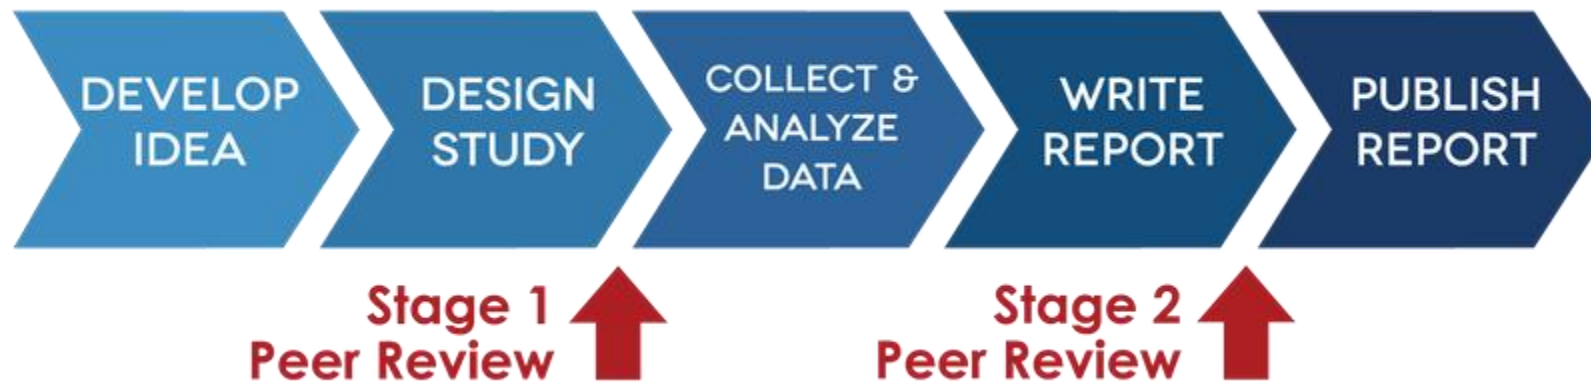 DEVELOP
IDEA
DESIGN
STUDY
COLLECT &
ANALYZE
DATA
WRITE
REPORT
PUBLISH
REPORT
Stage 1
Peer Review
Stage 2
Peer Review